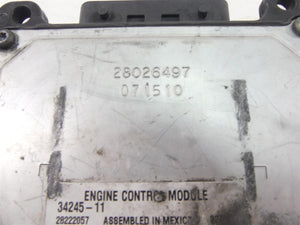 28026497
071510
ENGINE CONTROL MODULE
34245-11
28222057 ASSEMBLED IN MEXICO